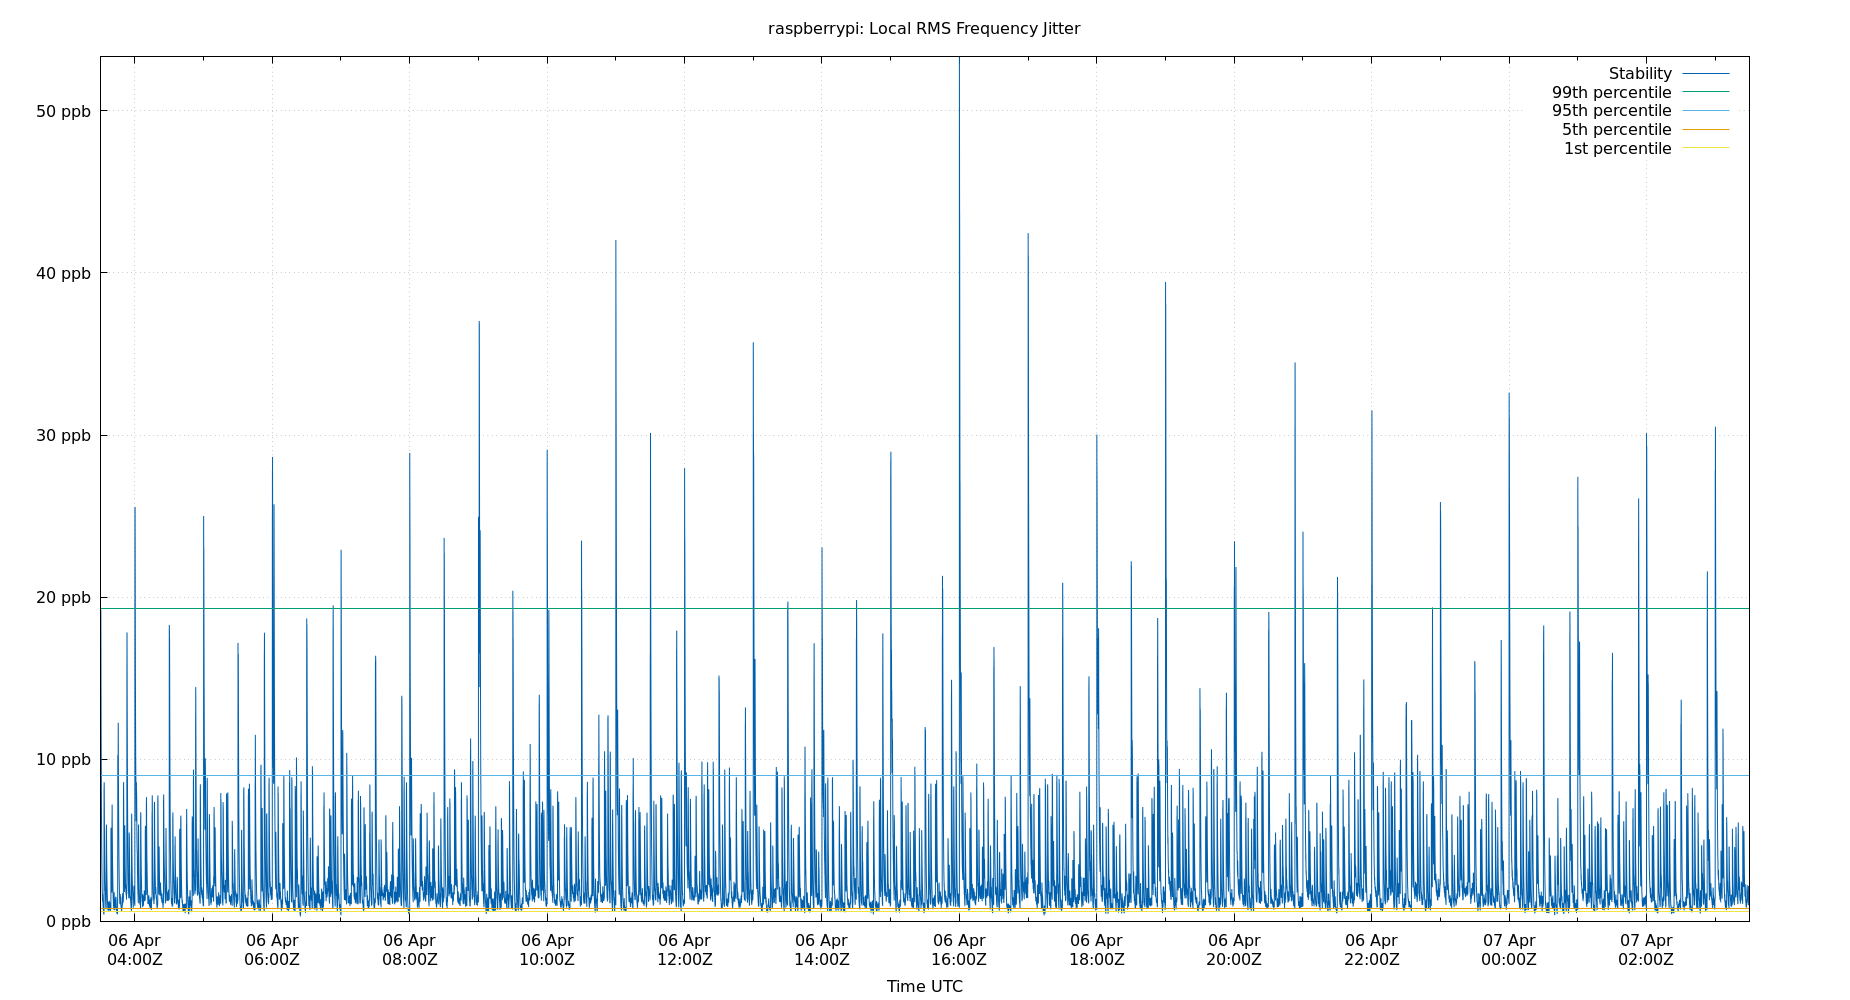 raspberrypi: Local RMS Frequency Jitter
Stability
99th percentile
95th percentile
5th percentile
1st percentile
50 ppb
40 ppb
30 ppb
20 ppb
10 ppb
0 ppb
06 Apr 06 Apr 06 Apr 06 Apr 06 Apr 06 Apr 06 Apr 06 Apr 06 Apr 06 Apr 07 Apr 07 Apr
04:00Z 06:00Z 08:00Z 10:00Z 12:00Z 14:00Z 16:00Z 18:00Z 20:00Z 22:00Z 00:00Z 02:00Z
Time UTC